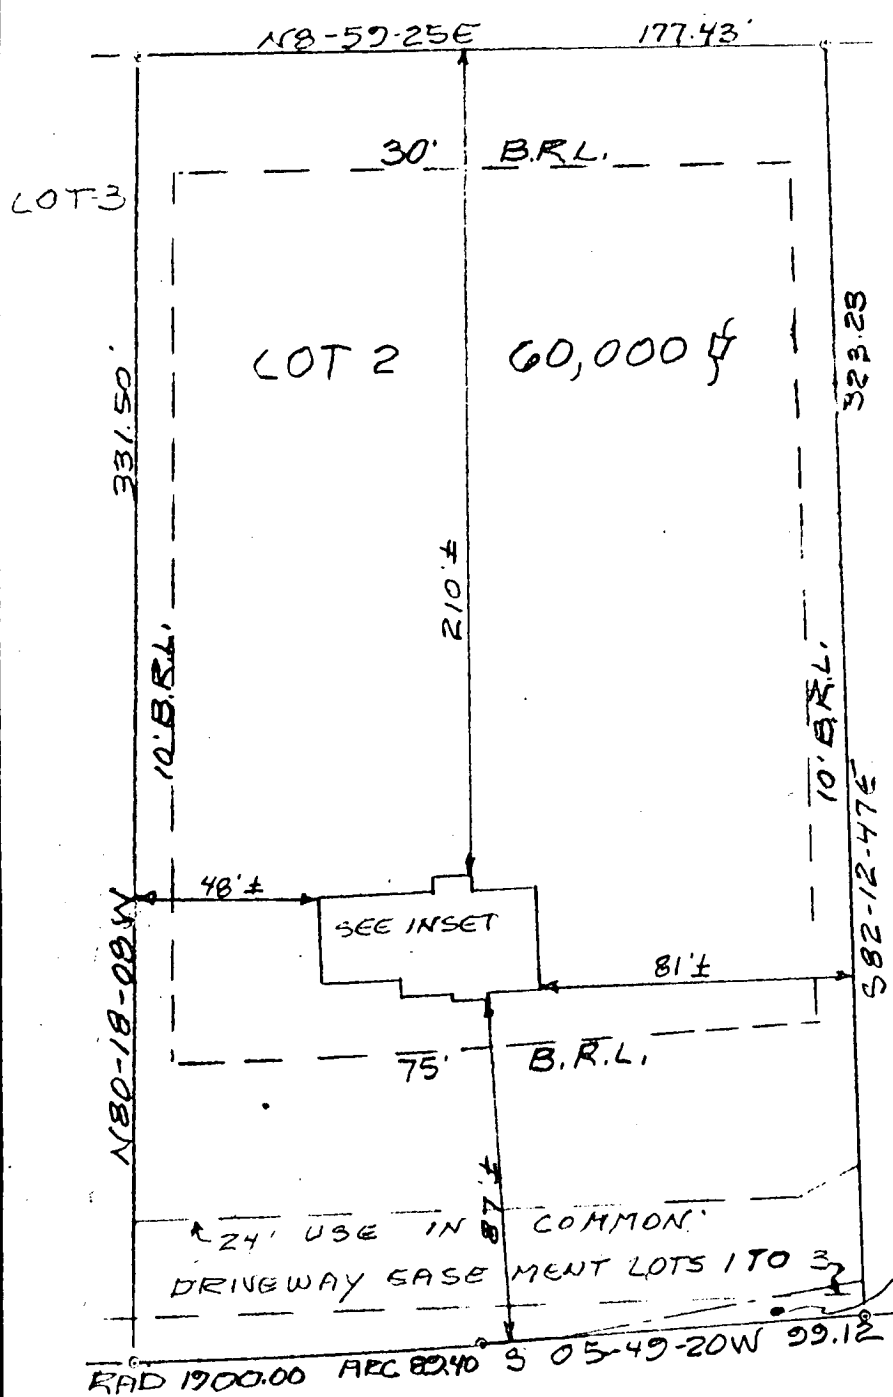 N8-59-25E 177.43'
30' B.R.L.
LOT-3
LOT 2 60,000
331.50'
323.28
210'±
10' B.R.L.
10' B.R.L.
48'±
SEE INSET
81'±
N80-18-08W
S82-12-47E
75' B.R.L.
87'±
24' USE IN COMMON
DRIVEWAY EASEMENT LOTS 1 TO 3
RAD 1900.00 ARC 89.40 S 05-49-20W 99.12